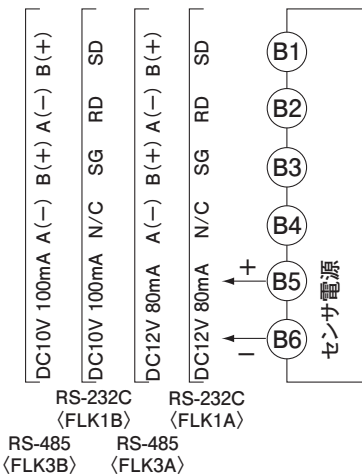 DC10V 100mA A(−) B(+) A(−) B(+)
DC10V 100mA N/C SG RD SD
DC12V 80mA A(−) B(+) A(−) B(+)
DC12V 80mA N/C SG RD SD
B1
B2
B3
B4
+
B5
−
B6
センサ電源
RS-232C
〈FLK1B〉
RS-232C
〈FLK1A〉
RS-485
〈FLK3B〉
RS-485
〈FLK3A〉